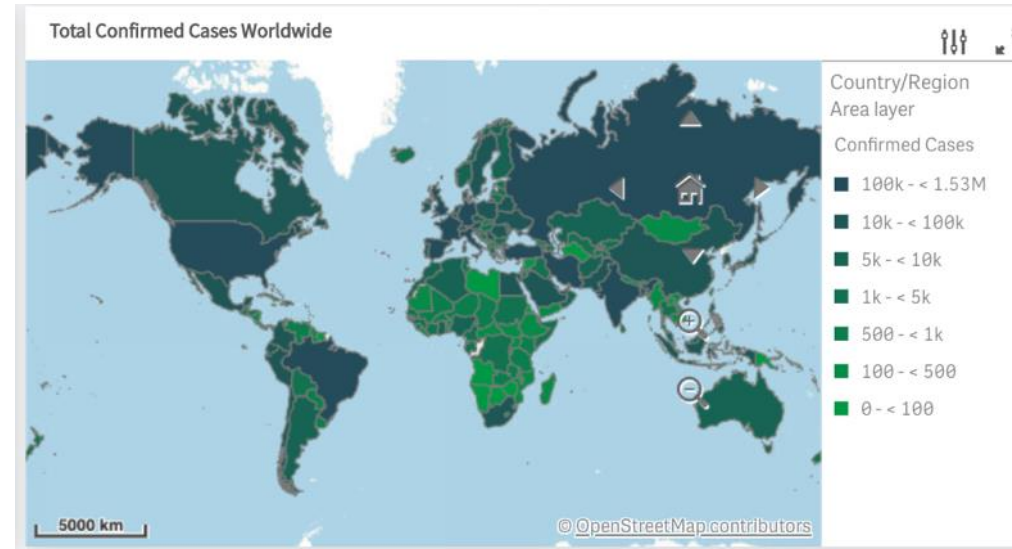 Total Confirmed Cases Worldwide
Country/Region
Area layer
Confirmed Cases
100k - < 1.53M
10k - < 100k
5k - < 10k
1k - < 5k
500 - < 1k
100 - < 500
0 - < 100
5000 km
© OpenStreetMap contributors